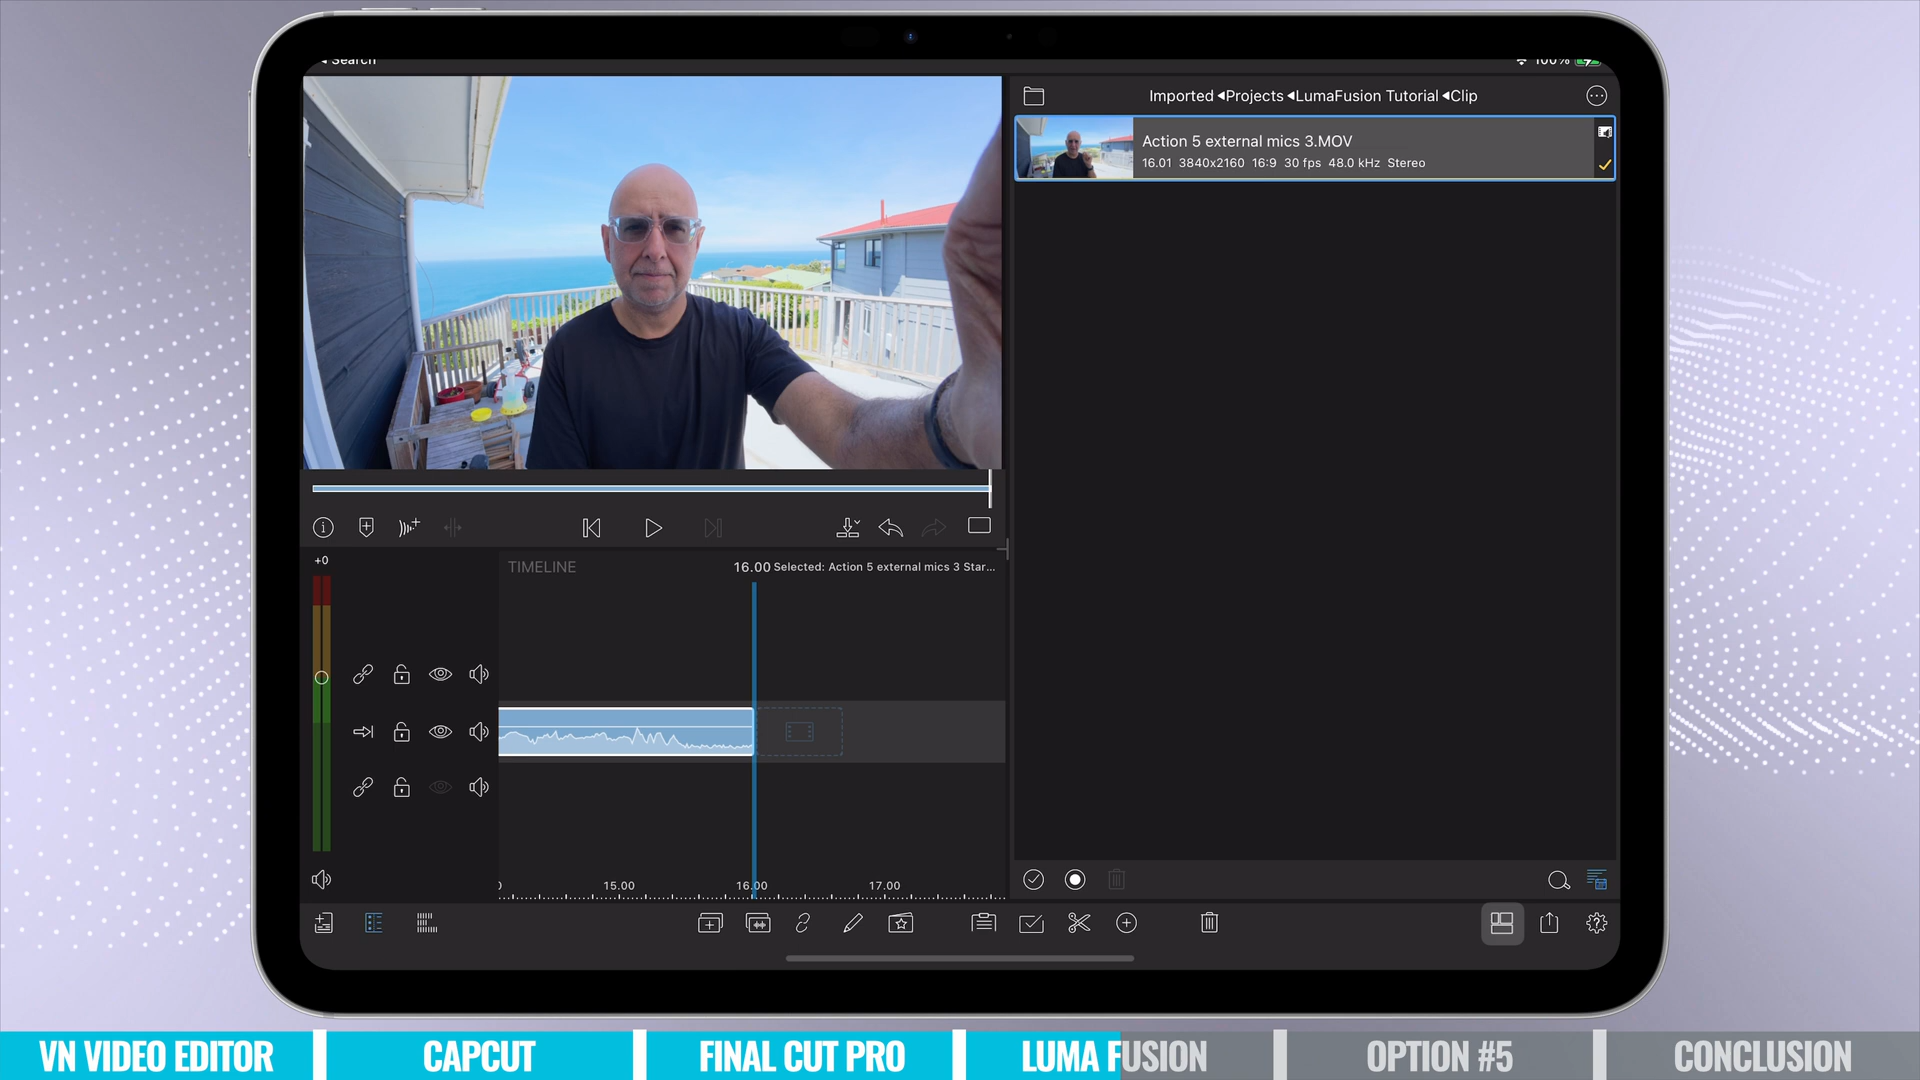 Search
100%
Imported ◀Projects ◀LumaFusion Tutorial ◀Clip
Action 5 external mics 3.MOV
16.01 3840x2160 16:9 30 fps 48.0 kHz Stereo
+0
TIMELINE
16.00 Selected: Action 5 external mics 3 Star...
15.00
16.00
17.00
VN VIDEO EDITOR
CAPCUT
FINAL CUT PRO
LUMA FUSION
OPTION #5
CONCLUSION